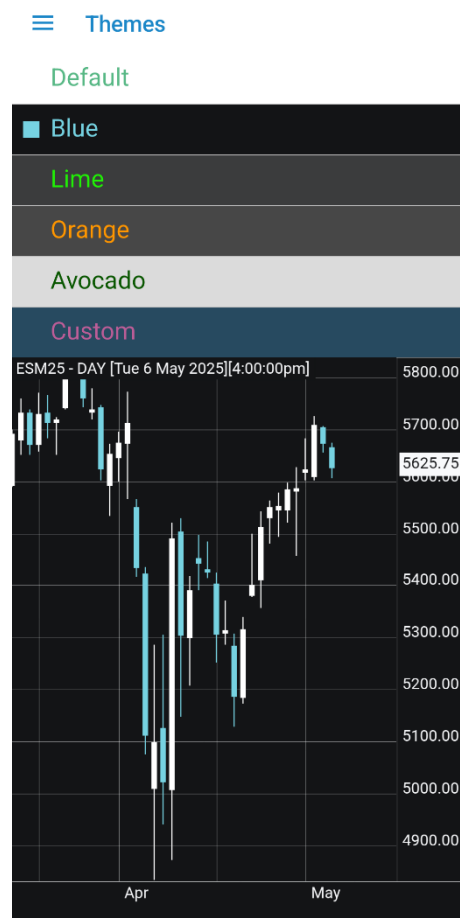 Themes
Default
Blue
Lime
Orange
Avocado
Custom
ESM25 - DAY [Tue 6 May 2025][4:00:00pm]
5800.00
5700.00
5625.75
5600.00
5500.00
5400.00
5300.00
5200.00
5100.00
5000.00
4900.00
Apr May